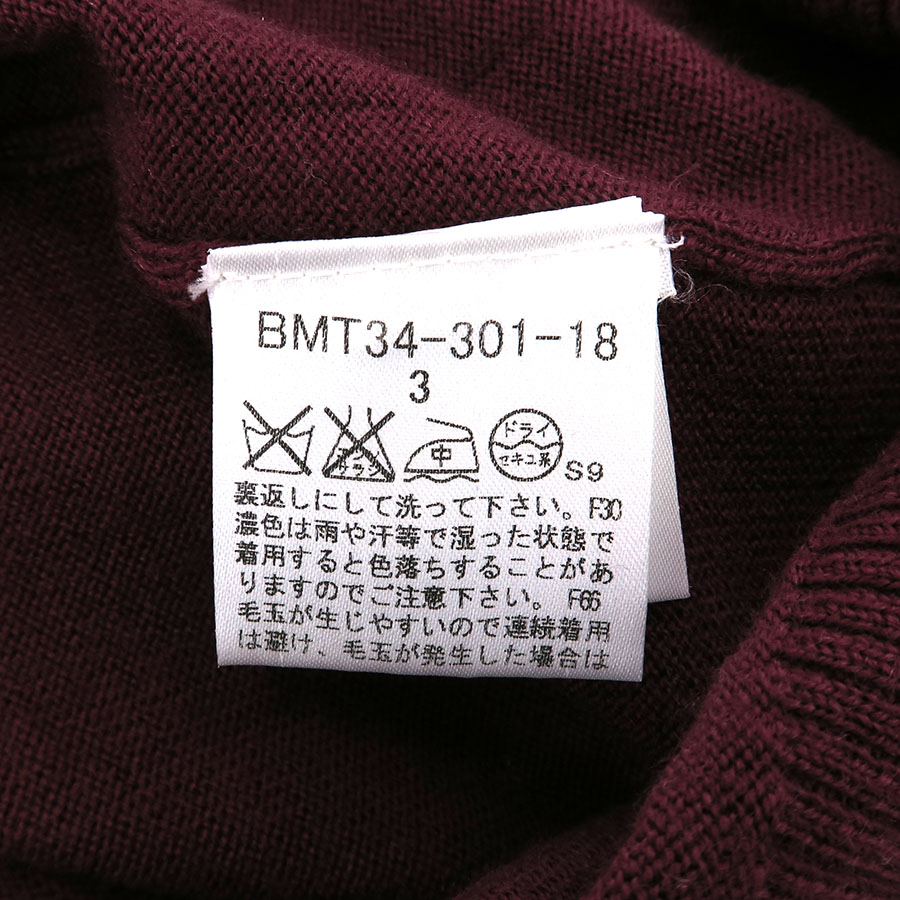 BMT34-301-18
3
サラシ 中 ドライ
セキユ系 S9
裏返しにして洗って下さい。F30
濃色は雨や汗等で湿った状態で
着用すると色落ちすることがあ
りますのでご注意下さい。F66
毛玉が生じやすいので連続着用
は避け、毛玉が発生した場合は